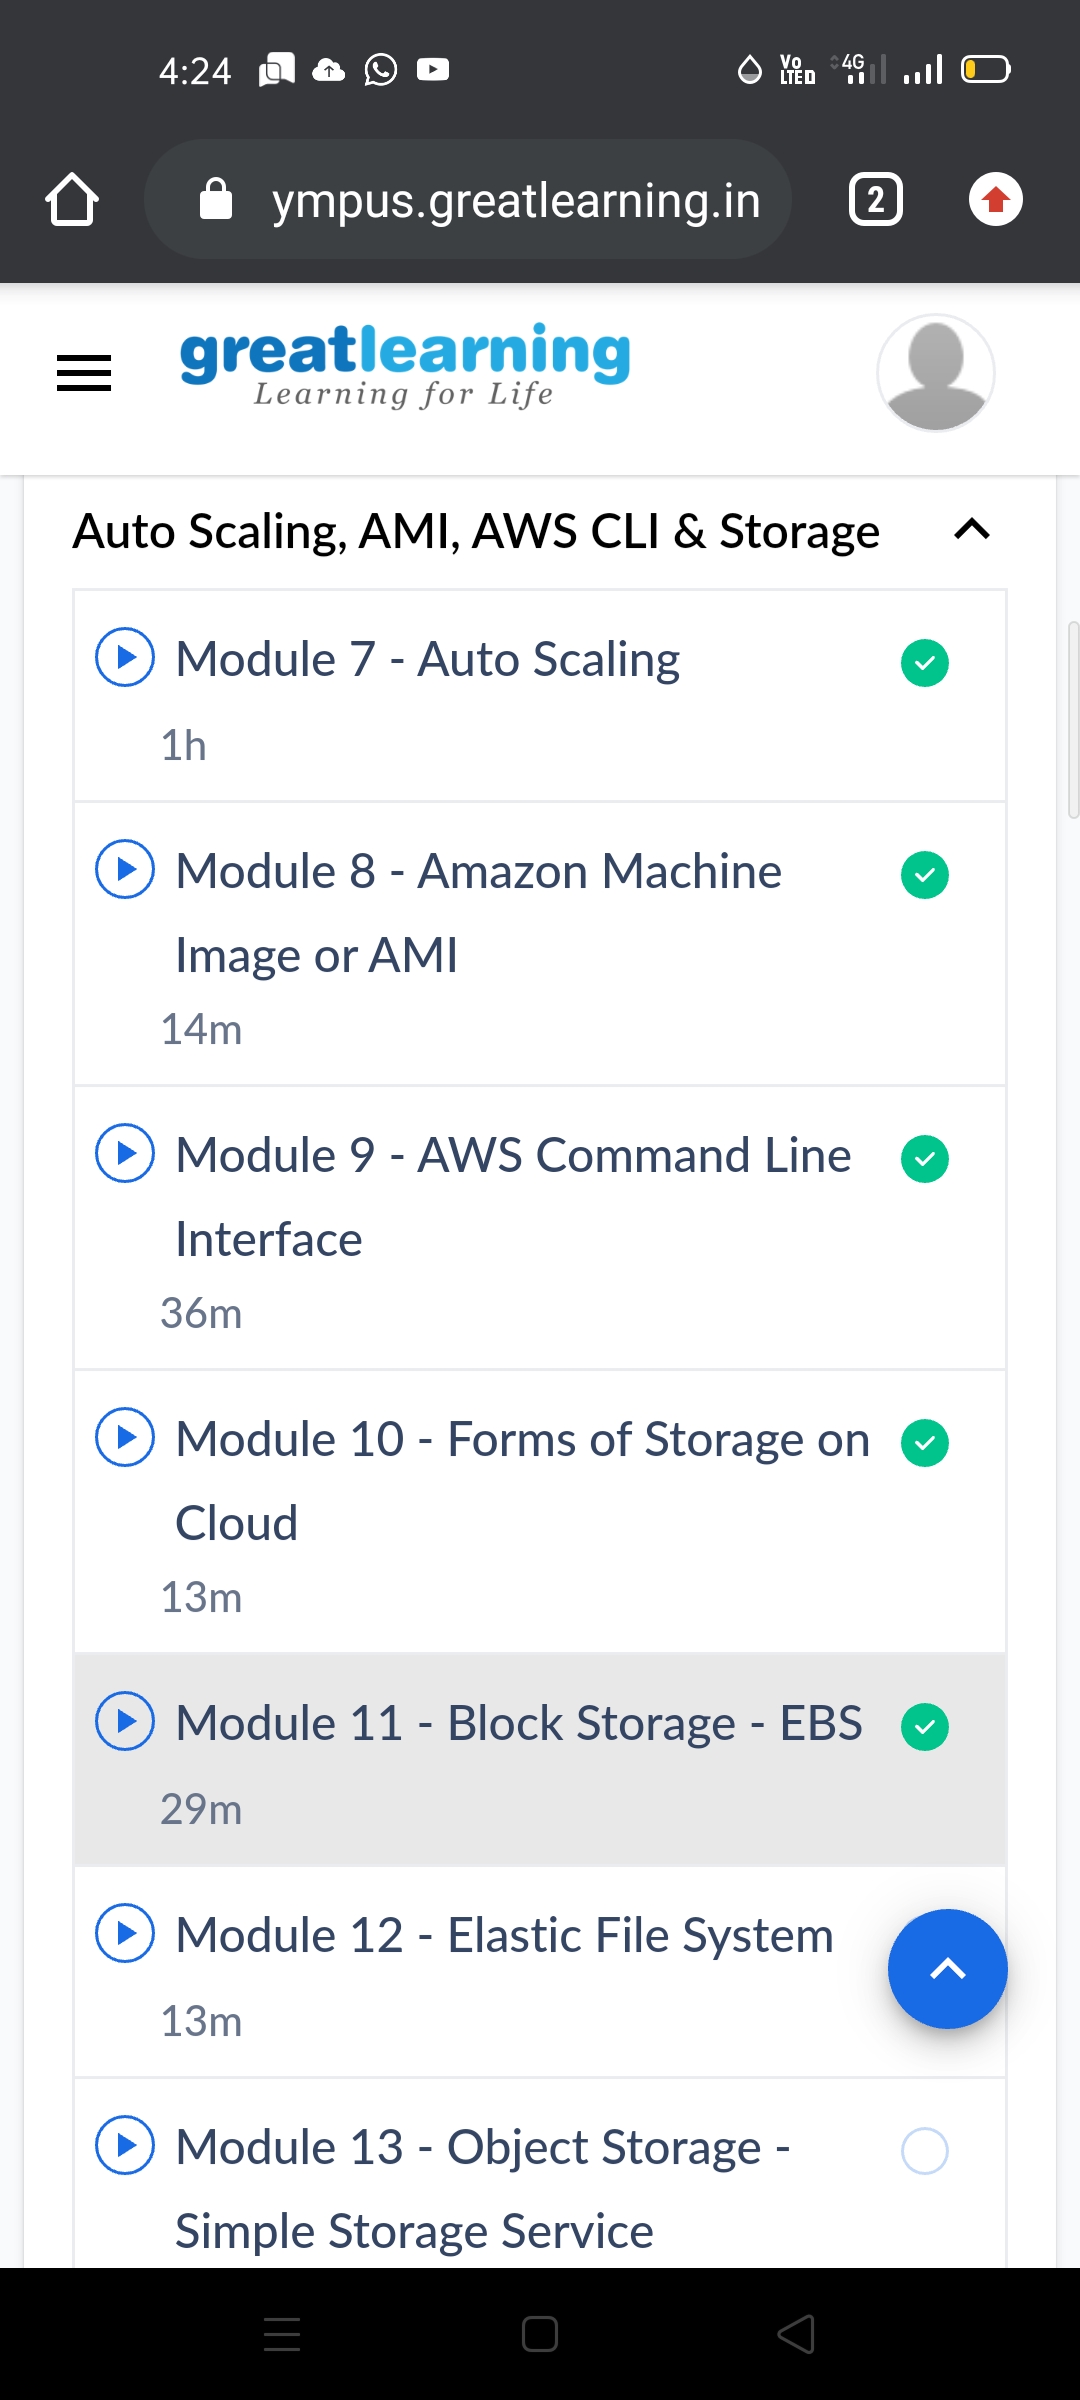 4:24
Vo
LTE D
4G
ympus.greatlearning.in
2
greatlearning
Learning for Life
Auto Scaling, AMI, AWS CLI & Storage
Module 7 - Auto Scaling
1h
Module 8 - Amazon Machine
Image or AMI
14m
Module 9 - AWS Command Line
Interface
36m
Module 10 - Forms of Storage on
Cloud
13m
Module 11 - Block Storage - EBS
29m
Module 12 - Elastic File System
13m
Module 13 - Object Storage -
Simple Storage Service